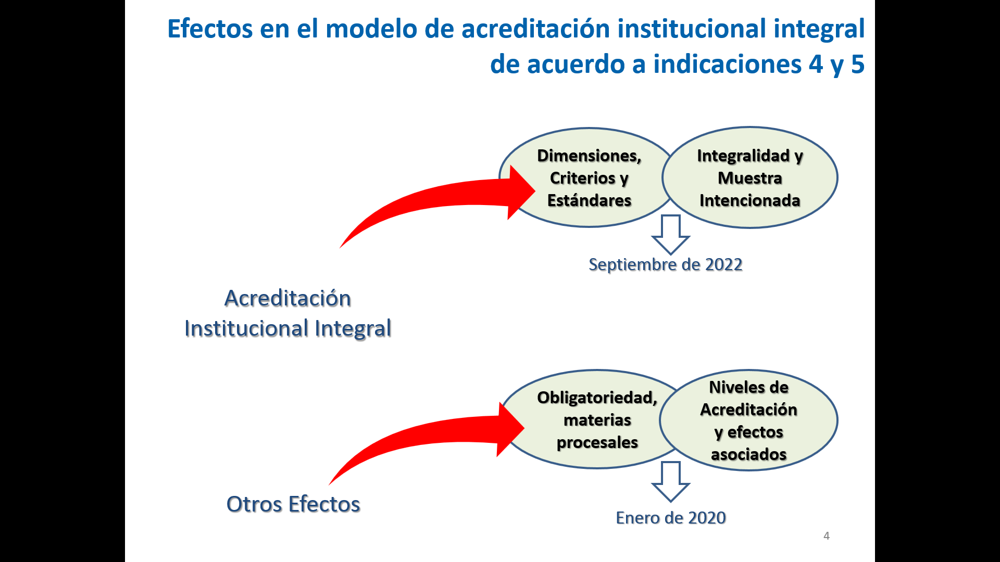 Efectos en el modelo de acreditación institucional integral
de acuerdo a indicaciones 4 y 5
Dimensiones,
Criterios y
Estándares
Integralidad y
Muestra
Intencionada
Septiembre de 2022
Acreditación
Institucional Integral
Obligatoriedad,
materias
procesales
Niveles de
Acreditación
y efectos
asociados
Otros Efectos
Enero de 2020
4